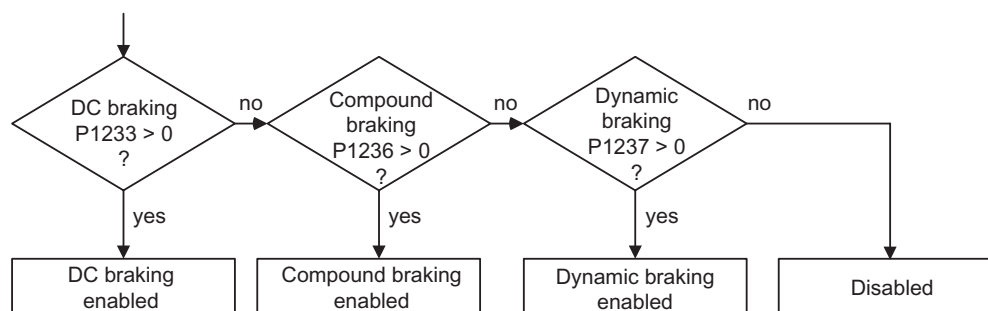 DC braking
P1233 > 0
?
no
Compound
braking
P1236 > 0
?
no
Dynamic
braking
P1237 > 0
?
no
yes
yes
yes
DC braking
enabled
Compound braking
enabled
Dynamic braking
enabled
Disabled